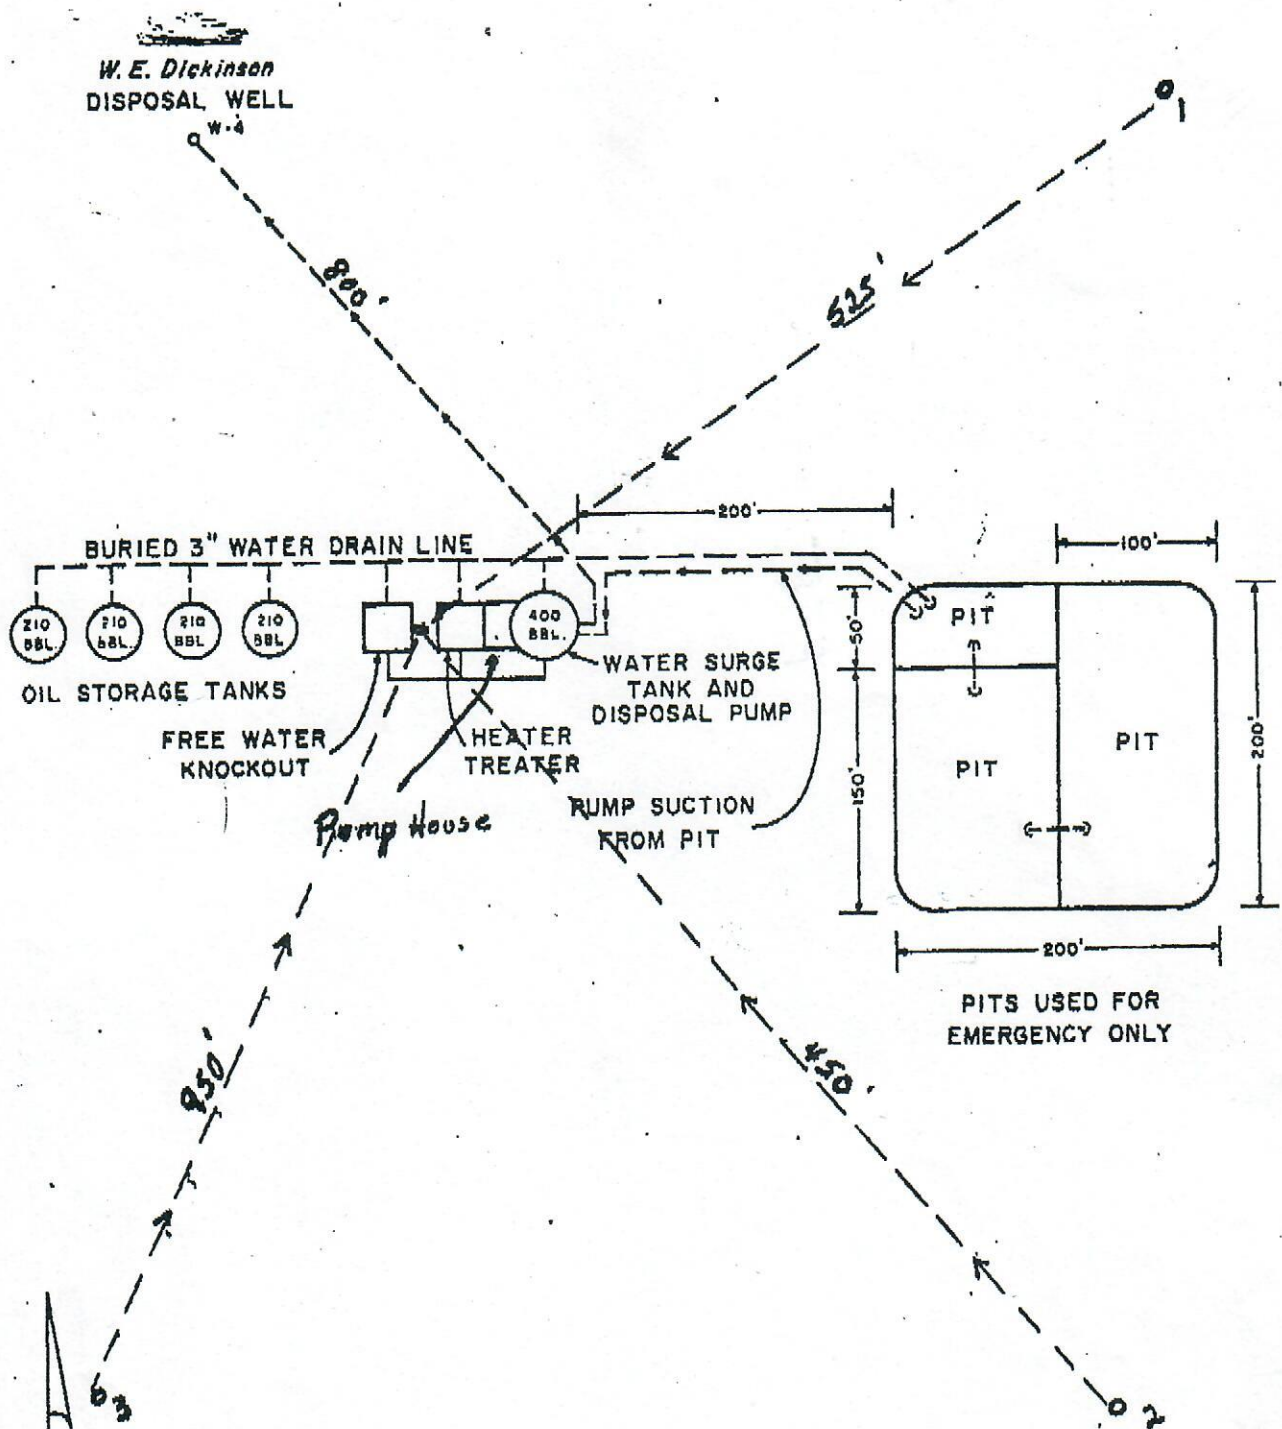 W. E. Dickinson
DISPOSAL WELL
W-4
1
800'
525'
200'
100'
BURIED 3" WATER DRAIN LINE
210
BBL.
210
BBL.
210
BBL
210
BBL
400
BBL.
PIT
50'
OIL STORAGE TANKS
WATER SURGE
TANK AND
DISPOSAL PUMP
FREE WATER
KNOCKOUT
HEATER
TREATER
PIT
PIT
150'
200'
Pump House
PUMP SUCTION
FROM PIT
200'
PITS USED FOR
EMERGENCY ONLY
450'
3
2